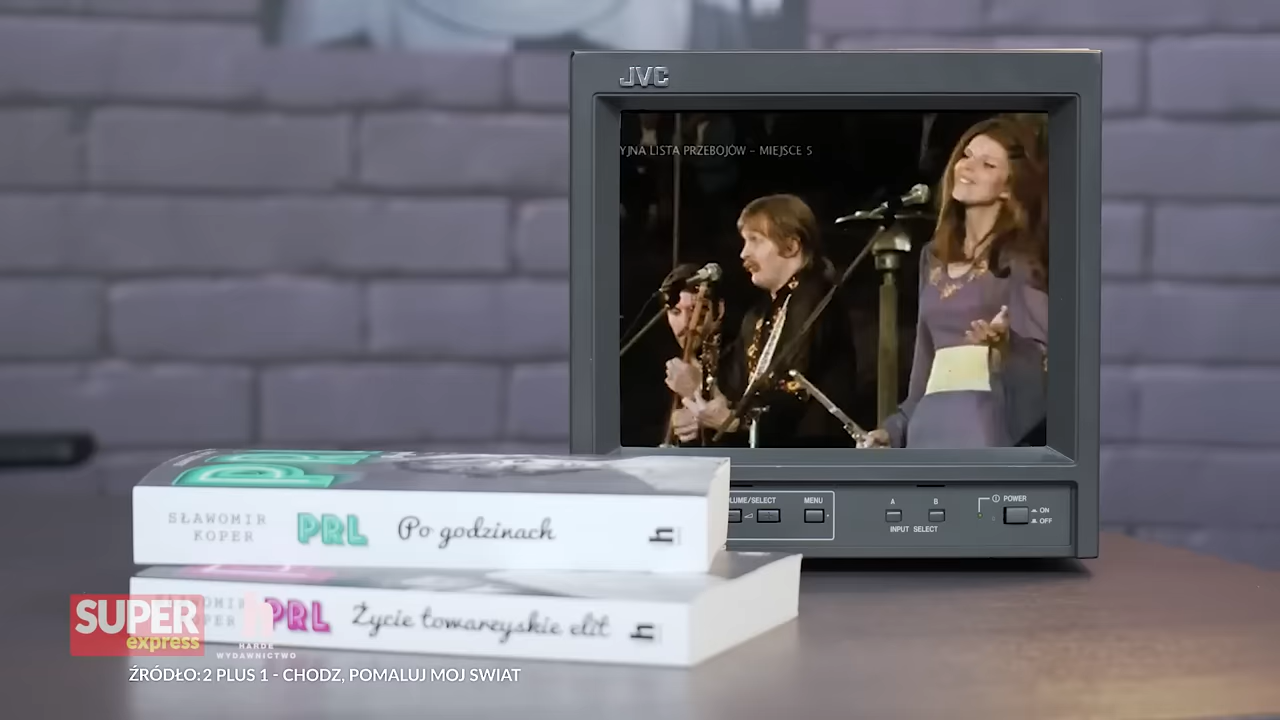 JVC
YJNA LISTA PRZEBOJÓW – MIEJSCE 5
LUME/SELECT
MENU
A
B
INPUT SELECT
POWER
ON
OFF
SŁAWOMIR
KOPER
PRL
Po godzinach
h
PRL
Życie towarzyskie elit
h
SUPER
express
HARDE
WYDAWNICTWO
ŹRÓDŁO: 2 PLUS 1 - CHODZ, POMALUJ MOJ SWIAT